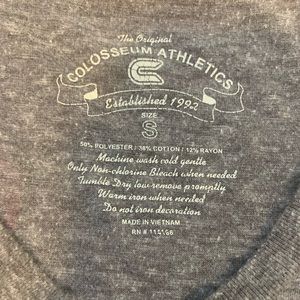 The Original
COLOSSEUM ATHLETICS
Established 1992
SIZE
S
50% POLYESTER / 38% COTTON / 12% RAYON
Machine wash cold gentle
Only Non-chlorine Bleach when needed
Tumble Dry low remove promptly
Warm iron when needed
Do not iron decoration
MADE IN VIETNAM
RN #